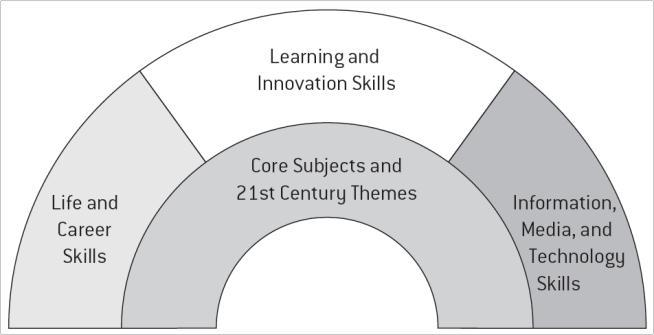 Learning and
Innovation Skills
Core Subjects and
21st Century Themes
Life and
Career
Skills
Information,
Media, and
Technology
Skills